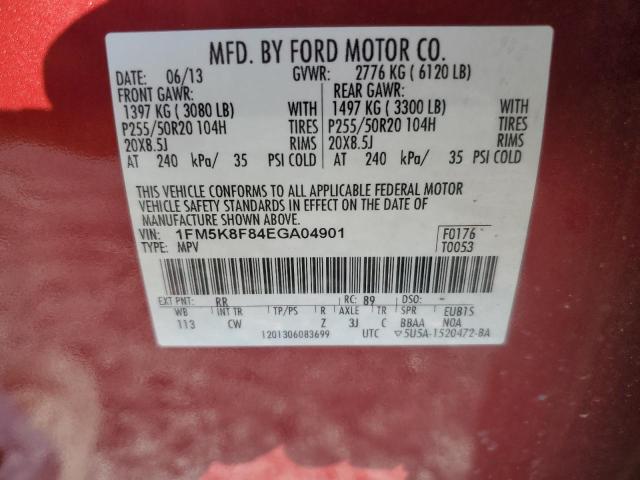 MFD. BY FORD MOTOR CO.
DATE: 06/13 GVWR: 2776 KG ( 6120 LB)
FRONT GAWR: REAR GAWR:
1397 KG ( 3080 LB) WITH 1497 KG ( 3300 LB) WITH
P255/50R20 104H TIRES P255/50R20 104H TIRES
20X8.5J RIMS 20X8.5J RIMS
AT 240 kPa/ 35 PSI COLD AT 240 kPa/ 35 PSI COLD
THIS VEHICLE CONFORMS TO ALL APPLICABLE FEDERAL MOTOR
VEHICLE SAFETY STANDARDS IN EFFECT ON THE DATE OF
MANUFACTURE SHOWN ABOVE.
VIN: 1FM5K8F84EGA04901 F0176
TYPE: MPV T0053
EXT PNT: RR RC: 89 DSO: -
WB INT TR TP/PS R AXLE TR SPR EUB1S
113 CW Z 3J C BBAA NOA
1201306083699 UTC ▽5U5A-1520472-BA